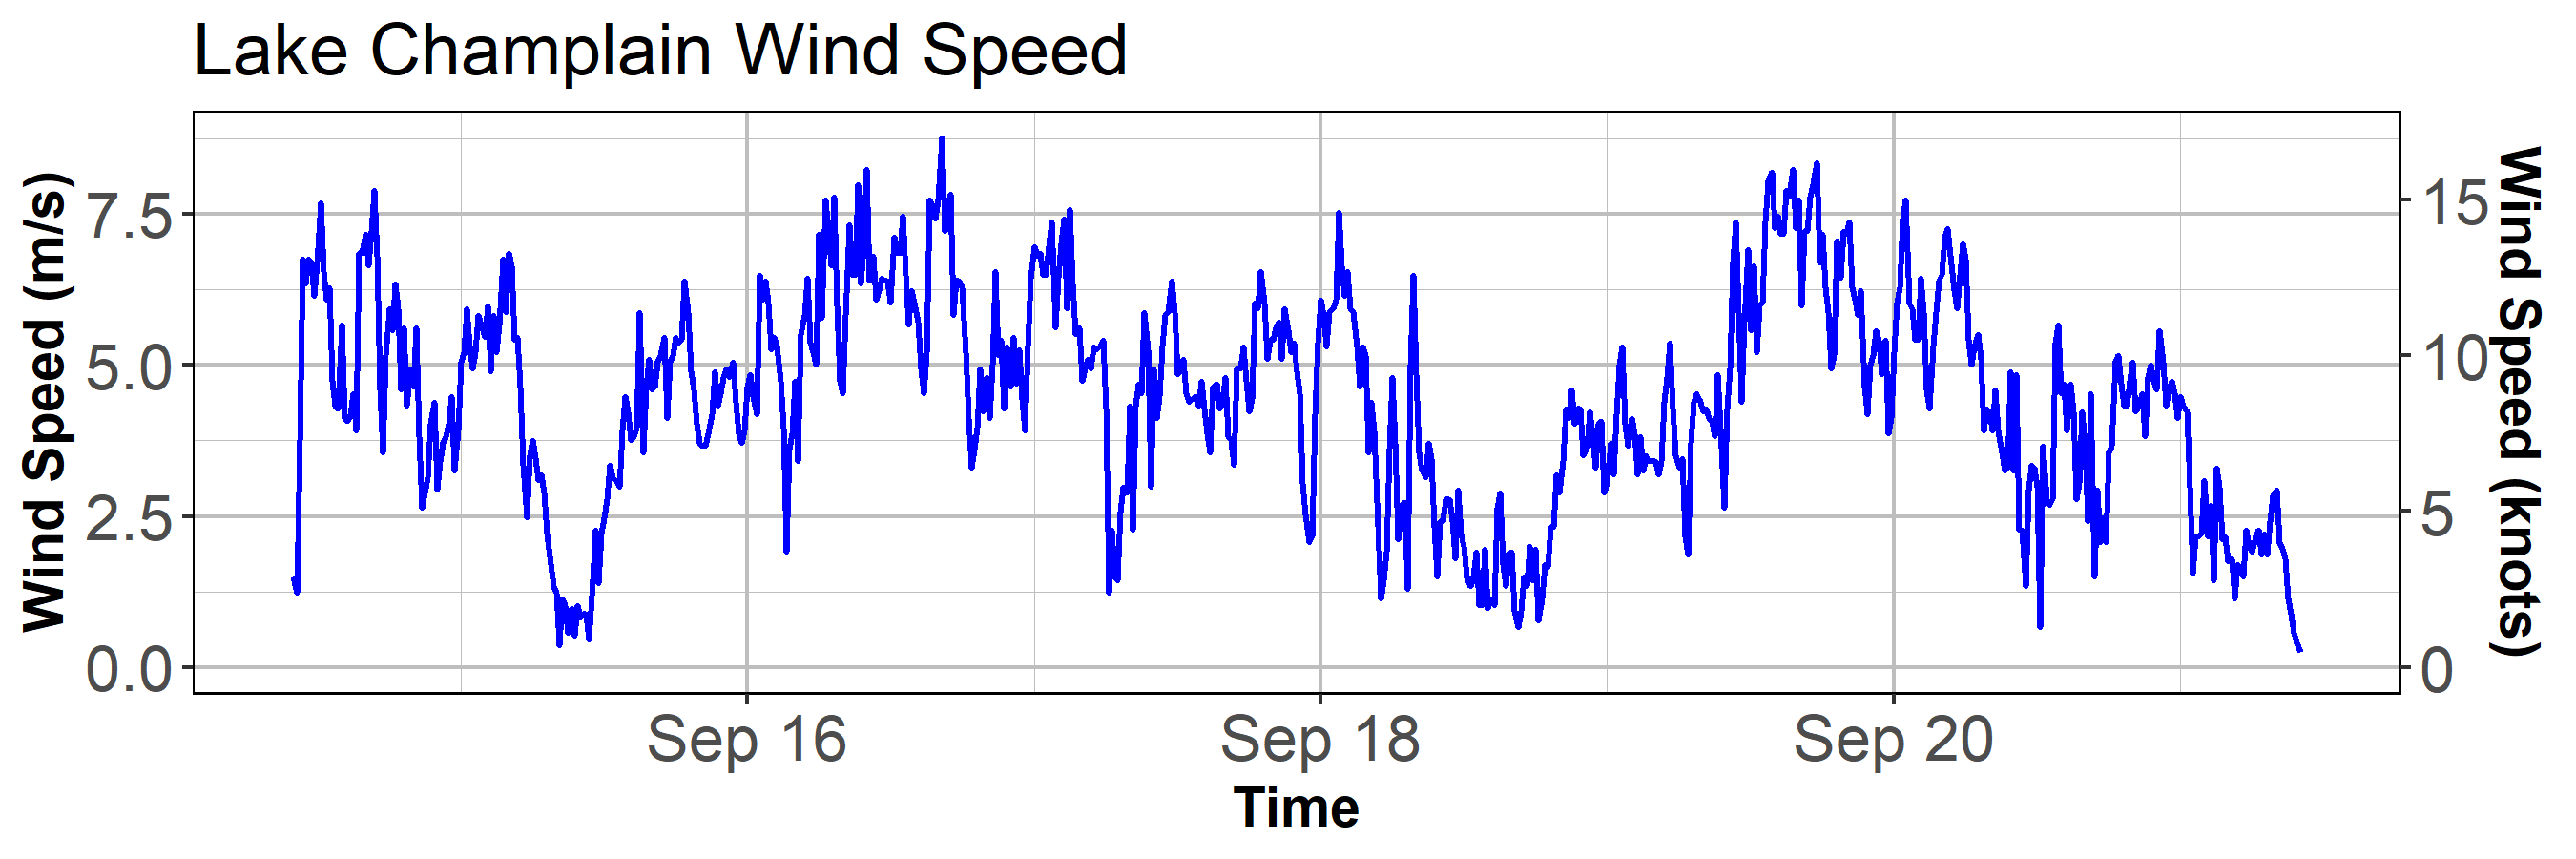 Lake Champlain Wind Speed
Wind Speed (m/s)
7.5
5.0
2.5
0.0
15
10
5
0
Wind Speed (knots)
Sep 16
Sep 18
Sep 20
Time